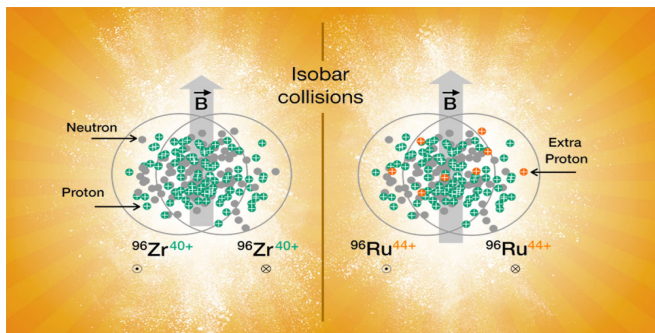 Isobar
collisions
B
Neutron
Proton
⁹⁶Zr⁴⁰⁺ ⁹⁶Zr⁴⁰⁺
B
Extra
Proton
⁹⁶Ru⁴⁴⁺ ⁹⁶Ru⁴⁴⁺